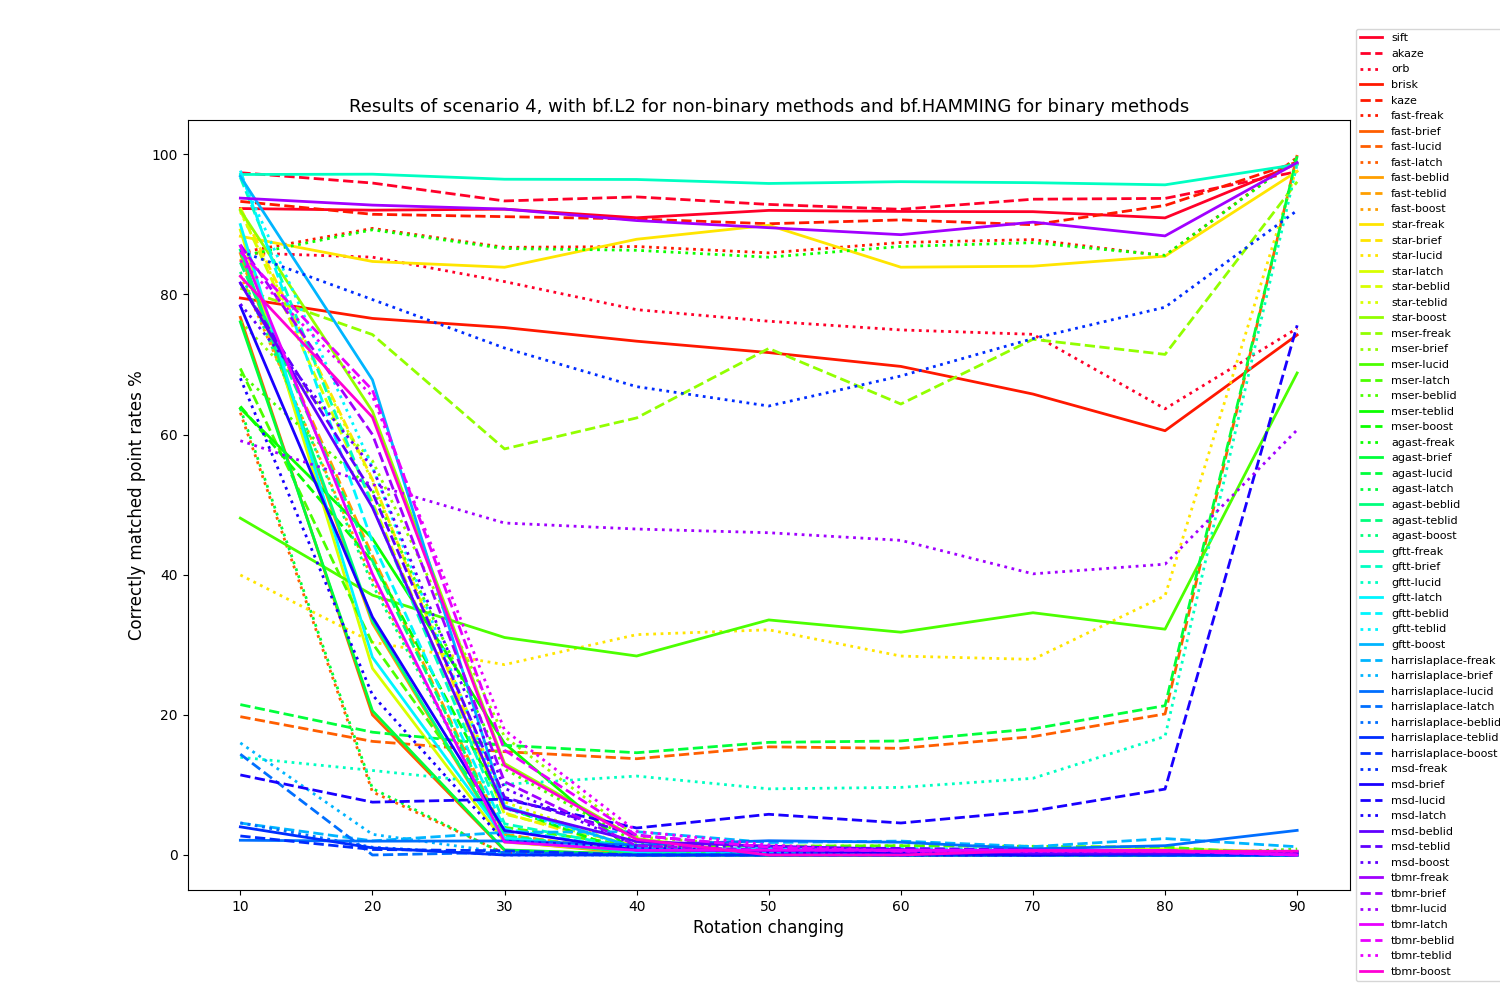 Results of scenario 4, with bf.L2 for non-binary methods and bf.HAMMING for binary methods
Correctly matched point rates %
100
80
60
40
20
0
10 20 30 40 50 60 70 80 90
Rotation changing
sift
akaze
orb
brisk
kaze
fast-freak
fast-brief
fast-lucid
fast-latch
fast-beblid
fast-teblid
fast-boost
star-freak
star-brief
star-lucid
star-latch
star-beblid
star-teblid
star-boost
mser-freak
mser-brief
mser-lucid
mser-latch
mser-beblid
mser-teblid
mser-boost
agast-freak
agast-brief
agast-lucid
agast-latch
agast-beblid
agast-teblid
agast-boost
gftt-freak
gftt-brief
gftt-lucid
gftt-latch
gftt-beblid
gftt-teblid
gftt-boost
harrislaplace-freak
harrislaplace-brief
harrislaplace-lucid
harrislaplace-latch
harrislaplace-beblid
harrislaplace-teblid
harrislaplace-boost
msd-freak
msd-brief
msd-lucid
msd-latch
msd-beblid
msd-teblid
msd-boost
tbmr-freak
tbmr-brief
tbmr-lucid
tbmr-latch
tbmr-beblid
tbmr-teblid
tbmr-boost